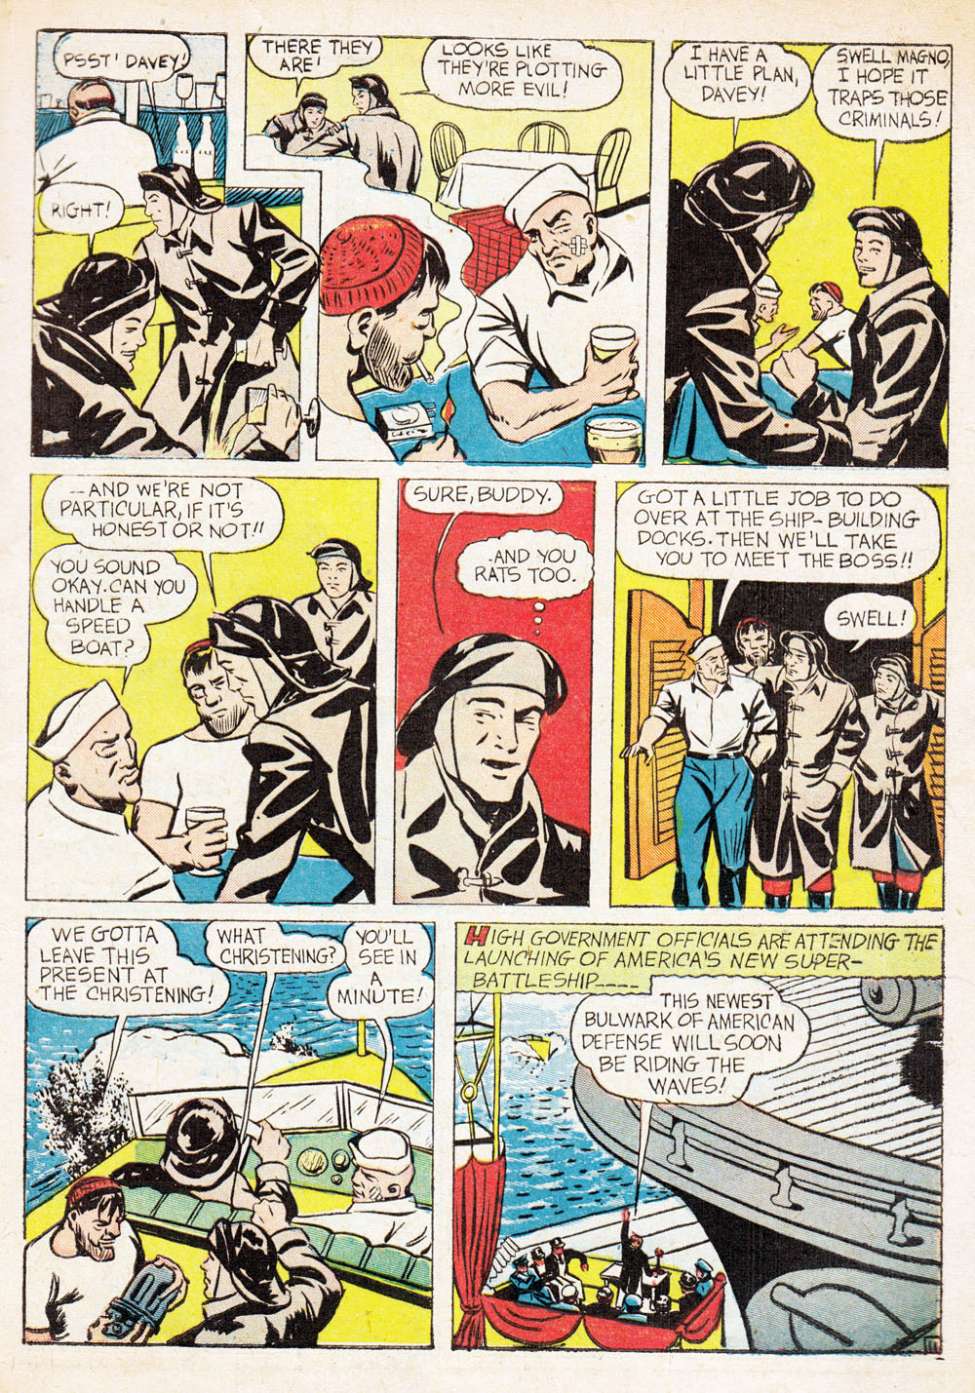 PSST! DAVEY!
RIGHT!
THERE THEY
ARE!
LOOKS LIKE
THEY'RE PLOTTING
MORE EVIL!
I HAVE A
LITTLE PLAN,
DAVEY!
SWELL MAGNO,
I HOPE IT
TRAPS THOSE
CRIMINALS!
--AND WE'RE NOT
PARTICULAR, IF IT'S
HONEST OR NOT!!
YOU SOUND
OKAY. CAN YOU
HANDLE A
SPEED
BOAT?
SURE, BUDDY.
..AND YOU
RATS TOO.
GOT A LITTLE JOB TO DO
OVER AT THE SHIP-BUILDING
DOCKS. THEN WE'LL TAKE
YOU TO MEET THE BOSS!!
SWELL!
WE GOTTA
LEAVE THIS
PRESENT AT
THE CHRISTENING!
WHAT
CHRISTENING?
YOU'LL
SEE IN
A
MINUTE!
HIGH GOVERNMENT OFFICIALS ARE ATTENDING THE
LAUNCHING OF AMERICA'S NEW SUPER-
BATTLESHIP----
THIS NEWEST
BULWARK OF AMERICAN
DEFENSE WILL SOON
BE RIDING THE
WAVES!
11